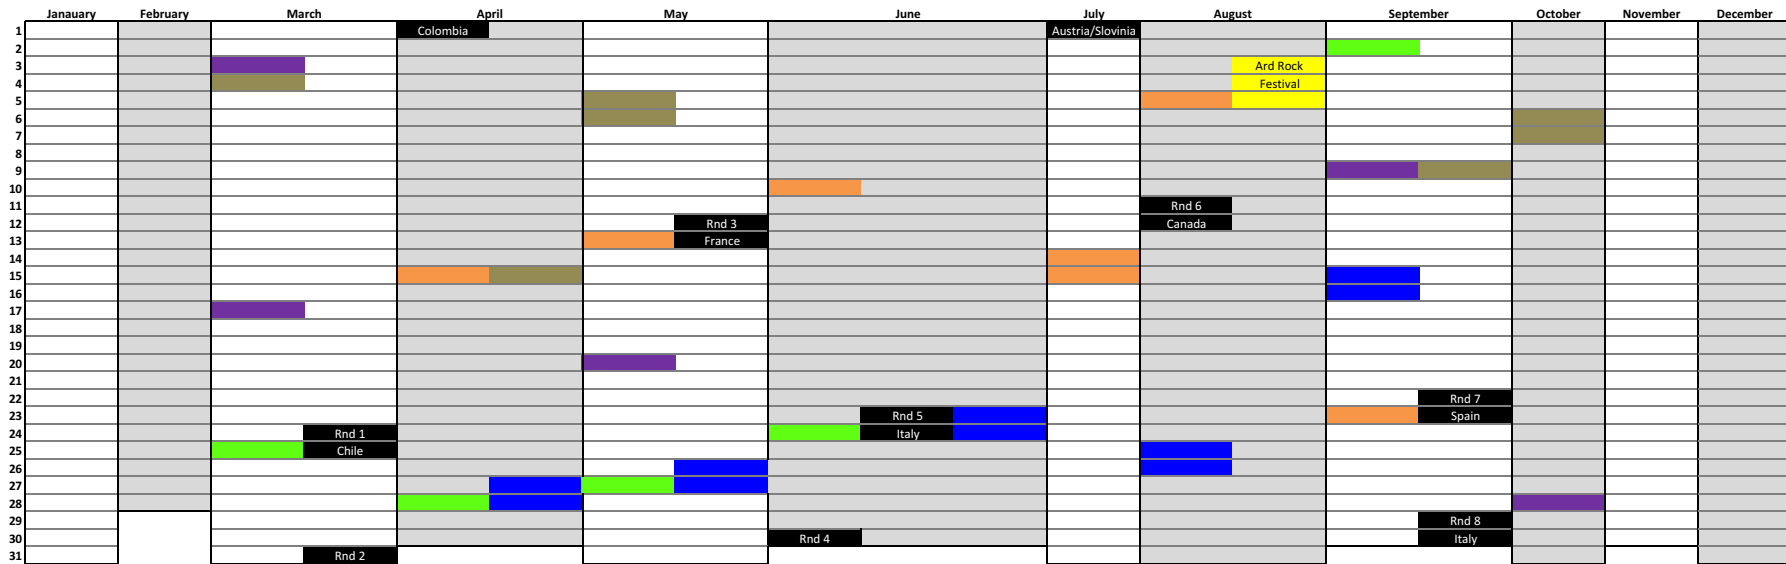 Janauary February March April May June July August September October November December
1 Colombia Austria/Slovinia
2
3 Ard Rock
4 Festival
5
6
7
8
9
10
11 Rnd 6
12 Rnd 3 Canada
13 France
14
15
16
17
18
19
20
21
22 Rnd 7
23 Rnd 5 Spain
24 Rnd 1 Italy
25 Chile
26
27
28
29 Rnd 8
30 Rnd 4 Italy
31 Rnd 2